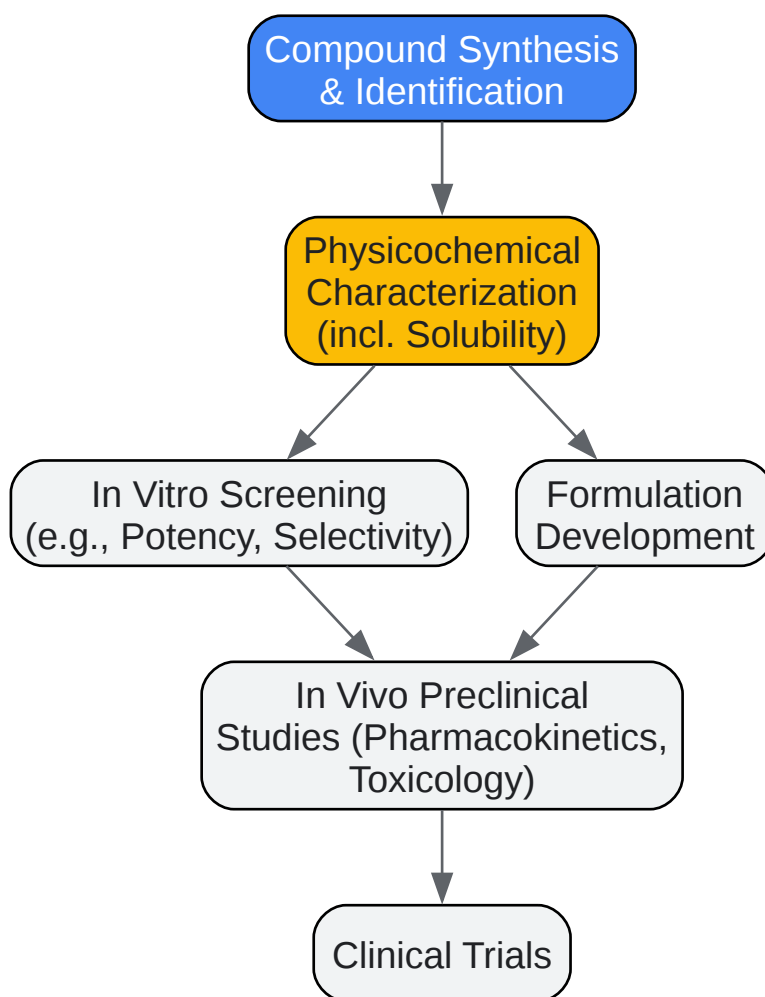 Compound Synthesis
& Identification
Physicochemical
Characterization
(incl. Solubility)
In Vitro Screening
(e.g., Potency, Selectivity)
Formulation
Development
In Vivo Preclinical
Studies (Pharmacokinetics,
Toxicology)
Clinical Trials